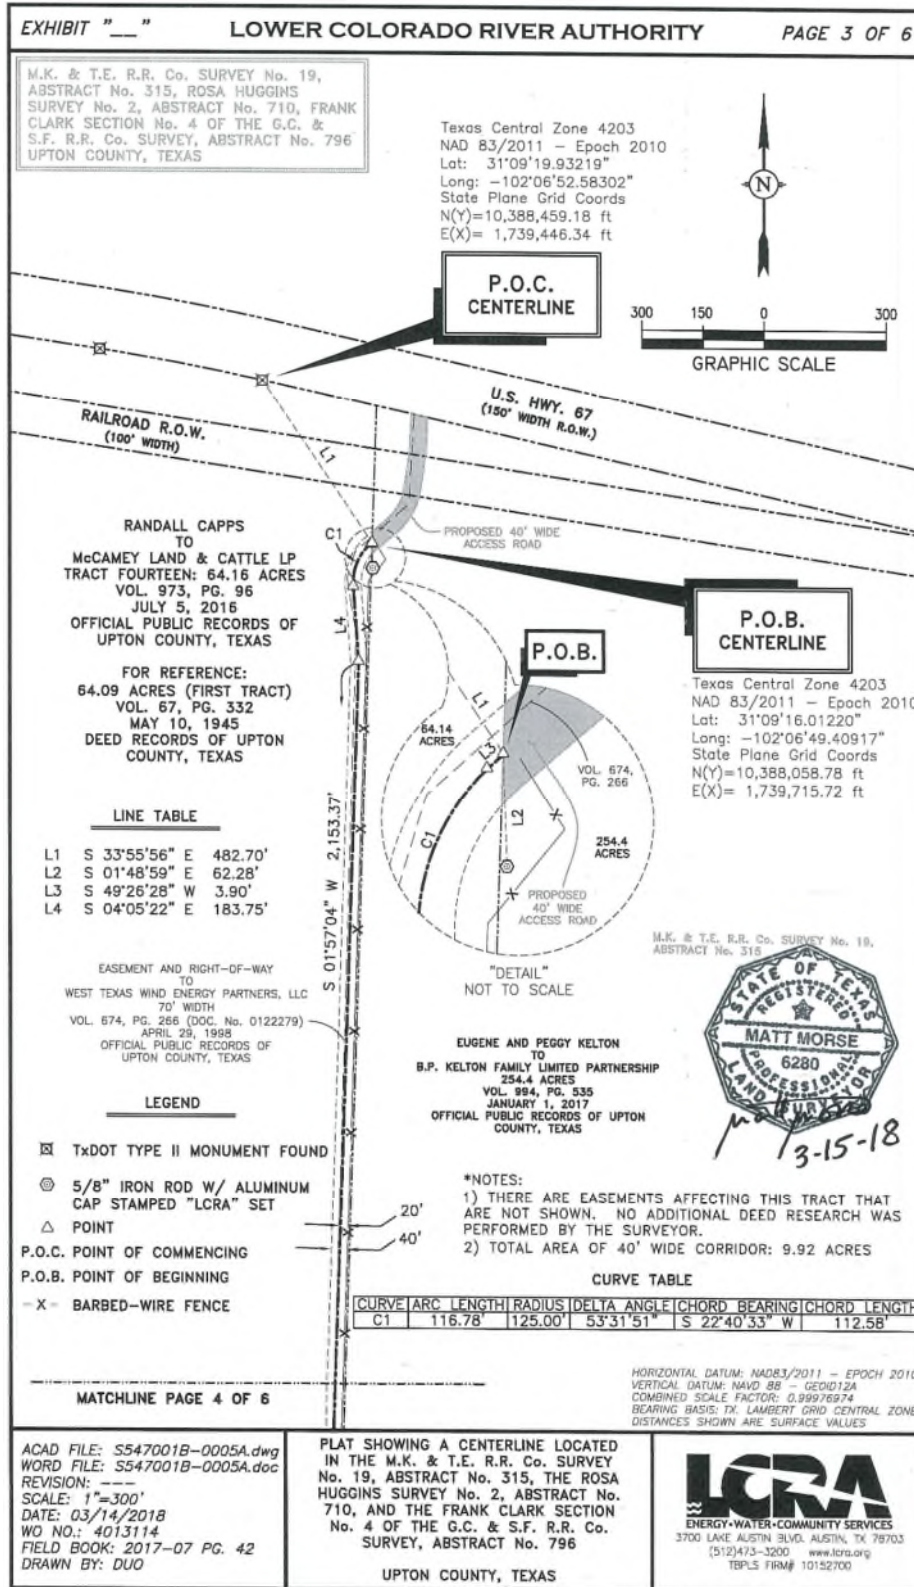 EXHIBIT "__"
LOWER COLORADO RIVER AUTHORITY
PAGE 3 OF 6
M.K. & T.E. R.R. Co. SURVEY No. 19,
ABSTRACT No. 315, ROSA HUGGINS
SURVEY No. 2, ABSTRACT No. 710, FRANK
CLARK SECTION No. 4 OF THE G.C. &
S.F. R.R. Co. SURVEY, ABSTRACT No. 796
UPTON COUNTY, TEXAS
Texas Central Zone 4203
NAD 83/2011 – Epoch 2010
Lat: 31°09'19.93219"
Long: –102°06'52.58302"
State Plane Grid Coords
N(Y)=10,388,459.18 ft
E(X)= 1,739,446.34 ft
N
P.O.C.
CENTERLINE
300 150 0 300
GRAPHIC SCALE
U.S. HWY. 67
(150' WIDTH R.O.W.)
RAILROAD R.O.W.
(100' WIDTH)
L1
PROPOSED 40' WIDE
ACCESS ROAD
C1
L4
RANDALL CAPPS
TO
McCAMEY LAND & CATTLE LP
TRACT FOURTEEN: 64.16 ACRES
VOL. 973, PG. 96
JULY 5, 2016
OFFICIAL PUBLIC RECORDS OF
UPTON COUNTY, TEXAS
FOR REFERENCE:
64.09 ACRES (FIRST TRACT)
VOL. 67, PG. 332
MAY 10, 1945
DEED RECORDS OF UPTON
COUNTY, TEXAS
P.O.B.
CENTERLINE
Texas Central Zone 4203
NAD 83/2011 – Epoch 2010
Lat: 31°09'16.01220"
Long: –102°06'49.40917"
State Plane Grid Coords
N(Y)=10,388,058.78 ft
E(X)= 1,739,715.72 ft
P.O.B.
L1
64.14
ACRES
L3
VOL. 674,
PG. 266
C1
L2
254.4
ACRES
PROPOSED
40' WIDE
ACCESS ROAD
"DETAIL"
NOT TO SCALE
S 01°57'04" W 2,153.37'
LINE TABLE
L1 S 33°55'56" E 482.70'
L2 S 01°48'59" E 62.28'
L3 S 49°26'28" W 3.90'
L4 S 04°05'22" E 183.75'
EASEMENT AND RIGHT–OF–WAY
TO
WEST TEXAS WIND ENERGY PARTNERS, LLC
70' WIDTH
VOL. 674, PG. 266 (DOC. No. 0122279)
APRIL 29, 1998
OFFICIAL PUBLIC RECORDS OF
UPTON COUNTY, TEXAS
M.K. & T.E. R.R. Co. SURVEY No. 19,
ABSTRACT No. 315
STATE OF TEXAS
REGISTERED
MATT MORSE
6280
PROFESSIONAL
LAND SURVEYOR
Matt Morse
3-15-18
EUGENE AND PEGGY KELTON
TO
B.P. KELTON FAMILY LIMITED PARTNERSHIP
254.4 ACRES
VOL. 994, PG. 535
JANUARY 1, 2017
OFFICIAL PUBLIC RECORDS OF UPTON
COUNTY, TEXAS
LEGEND
TxDOT TYPE II MONUMENT FOUND
5/8" IRON ROD W/ ALUMINUM
CAP STAMPED "LCRA" SET
POINT
P.O.C. POINT OF COMMENCING
P.O.B. POINT OF BEGINNING
–X– BARBED–WIRE FENCE
20'
40'
*NOTES:
1) THERE ARE EASEMENTS AFFECTING THIS TRACT THAT
ARE NOT SHOWN. NO ADDITIONAL DEED RESEARCH WAS
PERFORMED BY THE SURVEYOR.
2) TOTAL AREA OF 40' WIDE CORRIDOR: 9.92 ACRES
CURVE TABLE
CURVE ARC LENGTH RADIUS DELTA ANGLE CHORD BEARING CHORD LENGTH
C1 116.78' 125.00' 53°31'51" S 22°40'33" W 112.58'
MATCHLINE PAGE 4 OF 6
HORIZONTAL DATUM: NAD83/2011 – EPOCH 2010
VERTICAL DATUM: NAVD 88 – GEOID12A
COMBINED SCALE FACTOR: 0.99976974
BEARING BASIS: TX. LAMBERT GRID CENTRAL ZONE
DISTANCES SHOWN ARE SURFACE VALUES
ACAD FILE: S547001B–0005A.dwg
WORD FILE: S547001B–0005A.doc
REVISION: –––
SCALE: 1"=300'
DATE: 03/14/2018
WO NO.: 4013114
FIELD BOOK: 2017–07 PG. 42
DRAWN BY: DUO
PLAT SHOWING A CENTERLINE LOCATED
IN THE M.K. & T.E. R.R. Co. SURVEY
No. 19, ABSTRACT No. 315, THE ROSA
HUGGINS SURVEY No. 2, ABSTRACT No.
710, AND THE FRANK CLARK SECTION
No. 4 OF THE G.C. & S.F. R.R. Co.
SURVEY, ABSTRACT No. 796
UPTON COUNTY, TEXAS
LCRA
ENERGY•WATER•COMMUNITY SERVICES
3700 LAKE AUSTIN BLVD. AUSTIN, TX 78703
(512)473–3200 www.lcra.org
TBPLS FIRM# 10152700